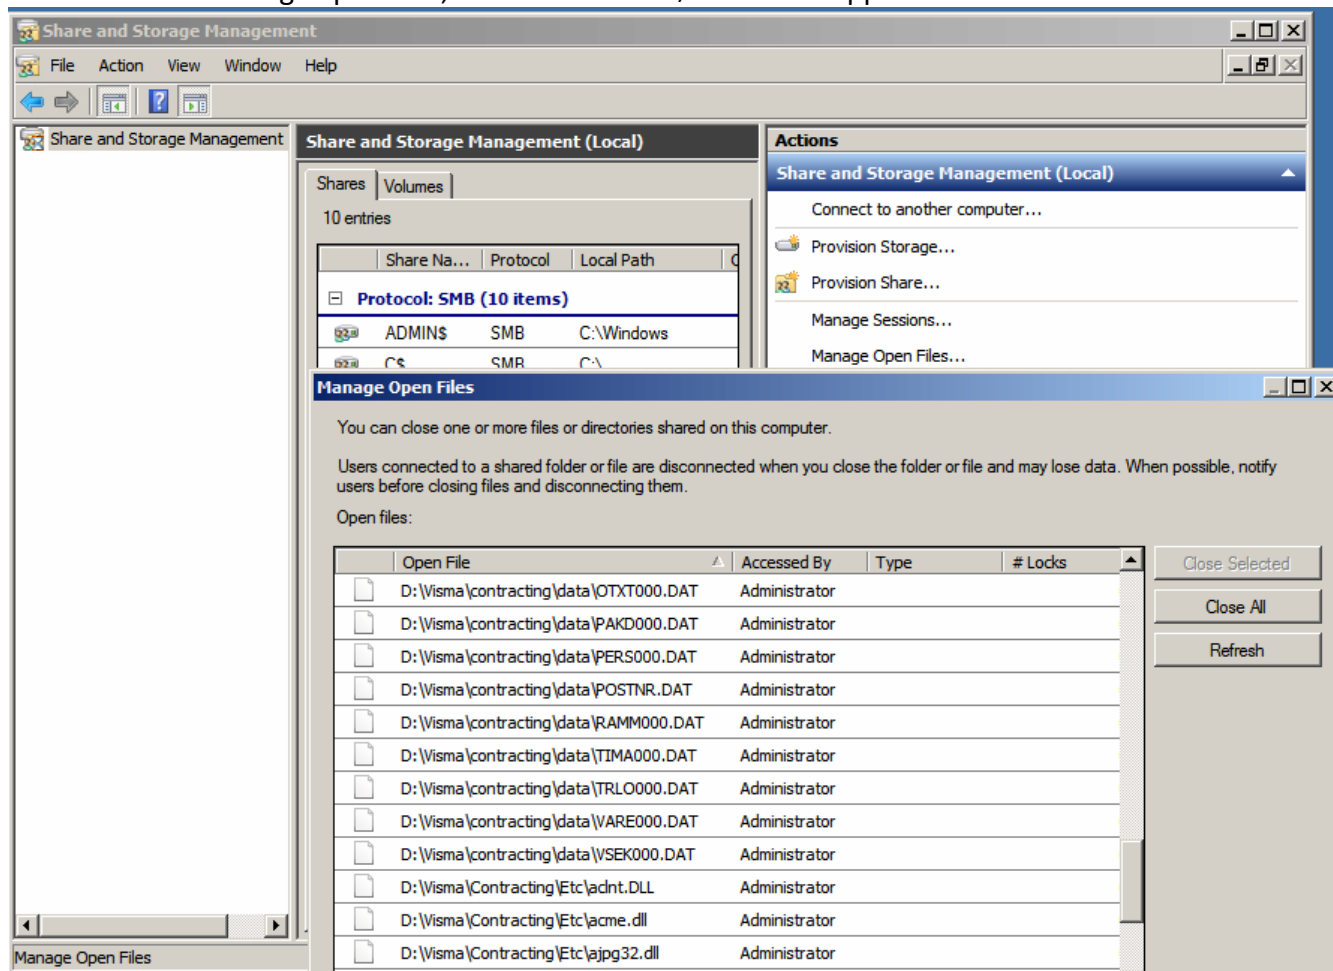 Share and Storage Management
File Action View Window Help
Share and Storage Management
Share and Storage Management (Local)
Shares Volumes
10 entries
Share Na... Protocol Local Path
Protocol: SMB (10 items)
ADMIN$ SMB C:\Windows
C$ SMB C:\
Actions
Share and Storage Management (Local)
Connect to another computer...
Provision Storage...
Provision Share...
Manage Sessions...
Manage Open Files...
Manage Open Files
You can close one or more files or directories shared on this computer.
Users connected to a shared folder or file are disconnected when you close the folder or file and may lose data. When possible, notify
users before closing files and disconnecting them.
Open files:
Open File Accessed By Type # Locks
D:\Visma\contracting\data\OTXT000.DAT Administrator
D:\Visma\contracting\data\PAKD000.DAT Administrator
D:\Visma\contracting\data\PERS000.DAT Administrator
D:\Visma\contracting\data\POSTNR.DAT Administrator
D:\Visma\contracting\data\RAMM000.DAT Administrator
D:\Visma\contracting\data\TIMA000.DAT Administrator
D:\Visma\contracting\data\TRLO000.DAT Administrator
D:\Visma\contracting\data\VARE000.DAT Administrator
D:\Visma\contracting\data\VSEK000.DAT Administrator
D:\Visma\Contracting\Etc\adnt.DLL Administrator
D:\Visma\Contracting\Etc\acme.dll Administrator
D:\Visma\Contracting\Etc\ajpg32.dll Administrator
Close Selected
Close All
Refresh
Manage Open Files